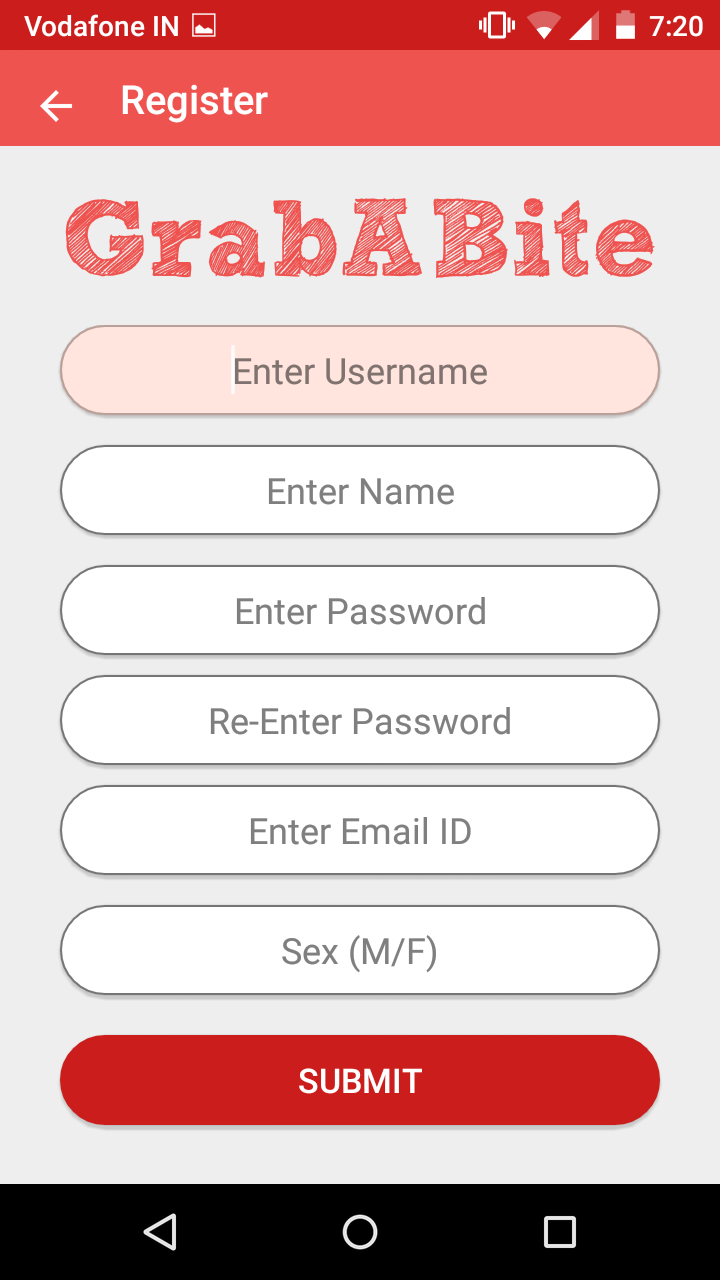 Vodafone IN 7:20
Register
GrabABite
Enter Username
Enter Name
Enter Password
Re-Enter Password
Enter Email ID
Sex (M/F)
SUBMIT